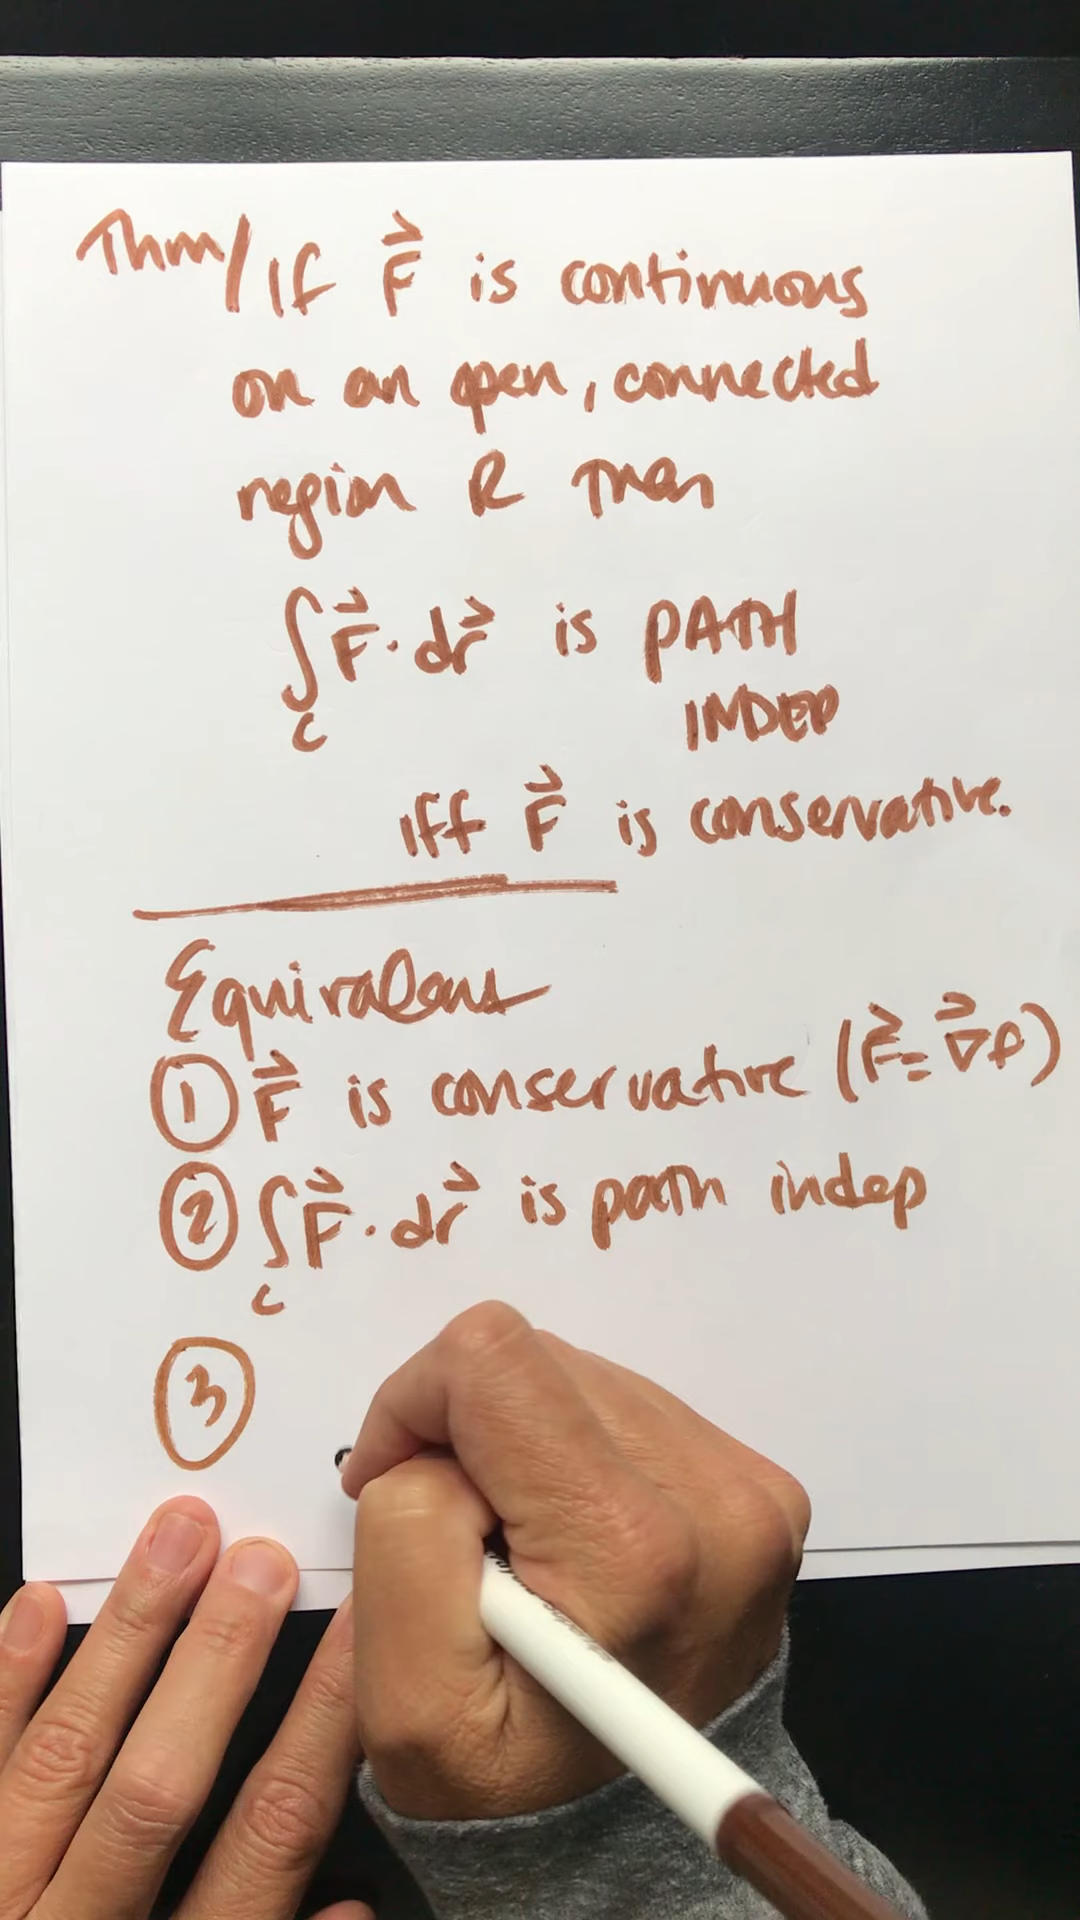 Thm/ If F⃗ is continuous
on an open, connected
region R then
∫_C F⃗ · dr⃗ is PATH
INDEP
iff F⃗ is conservative.
Equivalent
① F⃗ is conservative (F⃗ = ∇⃗f)
② ∫_C F⃗ · dr⃗ is path indep
③